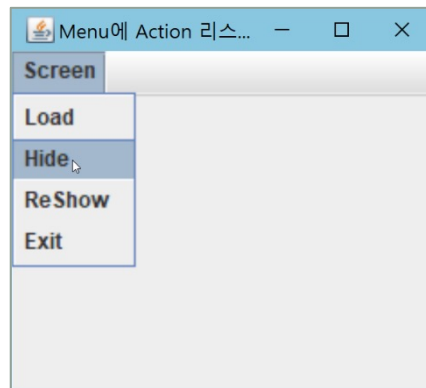 Menu에 Action 리스...
Screen
Load
Hide
ReShow
Exit